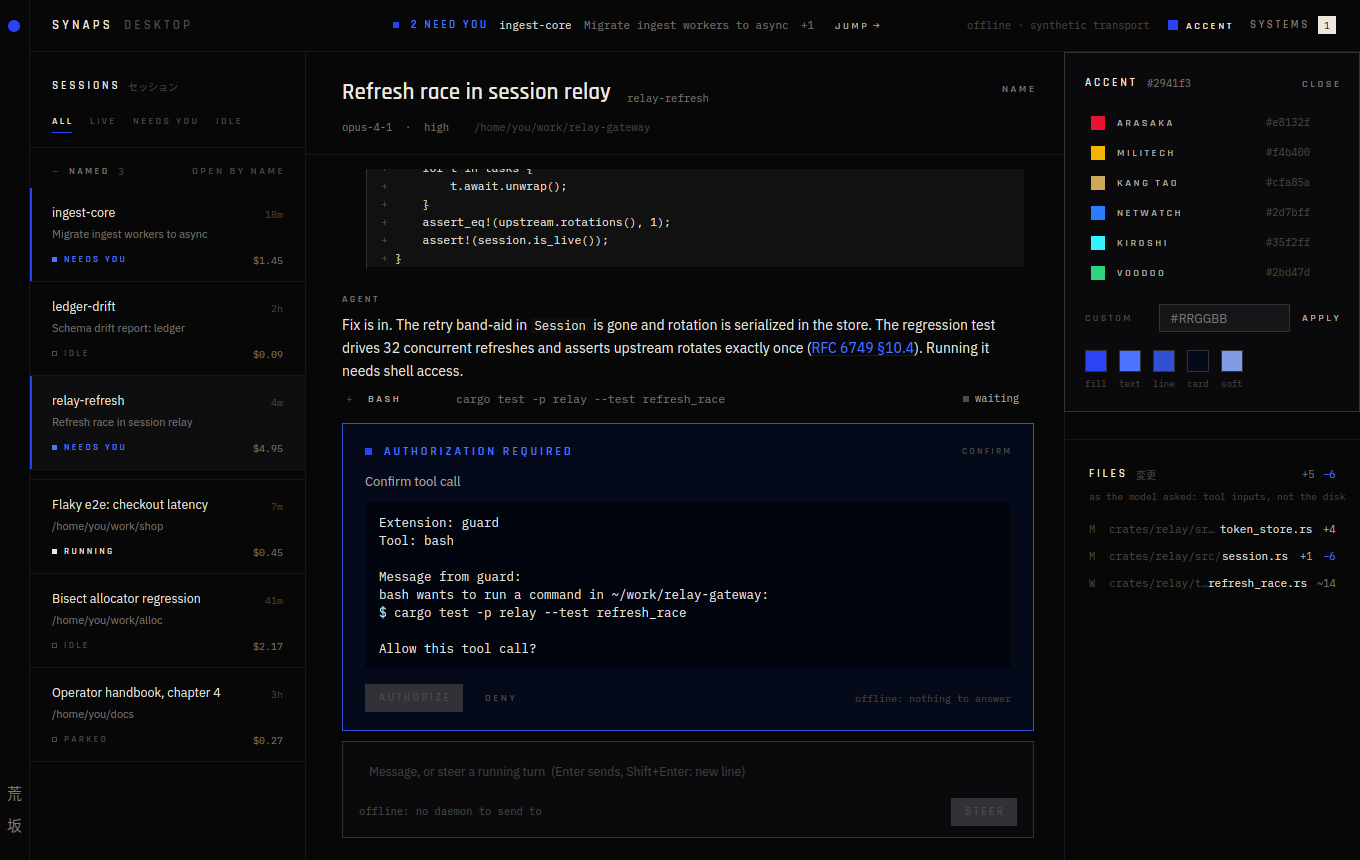 SYNAPS DESKTOP
2 NEED YOU ingest-core Migrate ingest workers to async +1 JUMP →
offline · synthetic transport ACCENT SYSTEMS 1
SESSIONS セッション
ALL LIVE NEEDS YOU IDLE
— NAMED 3 OPEN BY NAME
ingest-core 18m
Migrate ingest workers to async
NEEDS YOU $1.45
ledger-drift 2h
Schema drift report: ledger
IDLE $0.09
relay-refresh 4m
Refresh race in session relay
NEEDS YOU $4.95
Flaky e2e: checkout latency 7m
/home/you/work/shop
RUNNING $0.45
Bisect allocator regression 41m
/home/you/work/alloc
IDLE $2.17
Operator handbook, chapter 4 3h
/home/you/docs
PARKED $0.27
荒
坂
Refresh race in session relay relay-refresh NAME
opus-4-1 · high /home/you/work/relay-gateway
for t in tasks {
+ t.await.unwrap();
+ }
+ assert_eq!(upstream.rotations(), 1);
+ assert!(session.is_live());
+ }
AGENT
Fix is in. The retry band-aid in Session is gone and rotation is serialized in the store. The regression test
drives 32 concurrent refreshes and asserts upstream rotates exactly once (RFC 6749 §10.4). Running it
needs shell access.
+ BASH cargo test -p relay --test refresh_race waiting
AUTHORIZATION REQUIRED CONFIRM
Confirm tool call
Extension: guard
Tool: bash
Message from guard:
bash wants to run a command in ~/work/relay-gateway:
$ cargo test -p relay --test refresh_race
Allow this tool call?
AUTHORIZE DENY offline: nothing to answer
Message, or steer a running turn (Enter sends, Shift+Enter: new line)
offline: no daemon to send to STEER
ACCENT #2941f3 CLOSE
ARASAKA #e8132f
MILITECH #f4b400
KANG TAO #cfa85a
NETWATCH #2d7bff
KIROSHI #35f2ff
VOODOO #2bd47d
CUSTOM #RRGGBB APPLY
fill text line card soft
FILES 変更 +5 −6
as the model asked: tool inputs, not the disk
M crates/relay/sr… token_store.rs +4
M crates/relay/src/session.rs +1 −6
W crates/relay/t…refresh_race.rs ~14